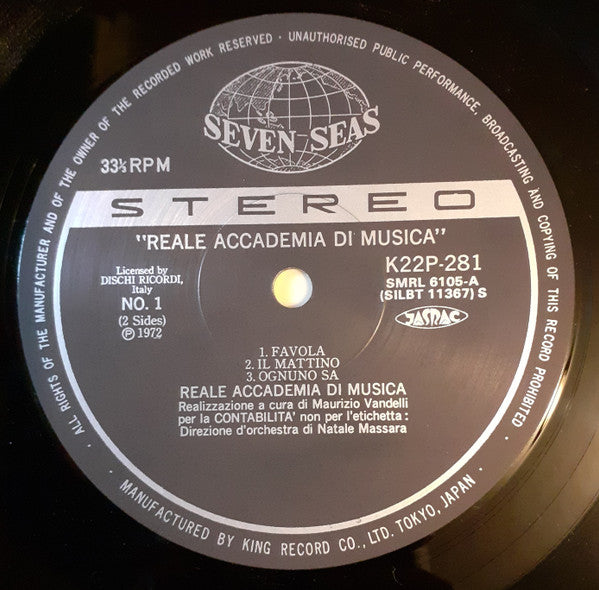 · ALL RIGHTS OF THE MANUFACTURER AND OF THE OWNER OF THE RECORDED WORK RESERVED · UNAUTHORISED PUBLIC PERFORMANCE, BROADCASTING AND COPYING OF THIS RECORD PROHIBITED ·
SEVEN SEAS
33⅓ RPM
STEREO
"REALE ACCADEMIA DI MUSICA"
Licensed by
DISCHI RICORDI,
Italy
NO. 1
(2 Sides)
Ⓟ 1972
K22P-281
SMRL 6105-A
(SILBT 11367) S
JASRAC
1. FAVOLA
2. IL MATTINO
3. OGNUNO SA
REALE ACCADEMIA DI MUSICA
Realizzazione a cura di Maurizio Vandelli
per la CONTABILITA' non per l'etichetta :
Direzione d'orchestra di Natale Massara
· MANUFACTURED BY KING RECORD CO., LTD. TOKYO, JAPAN ·